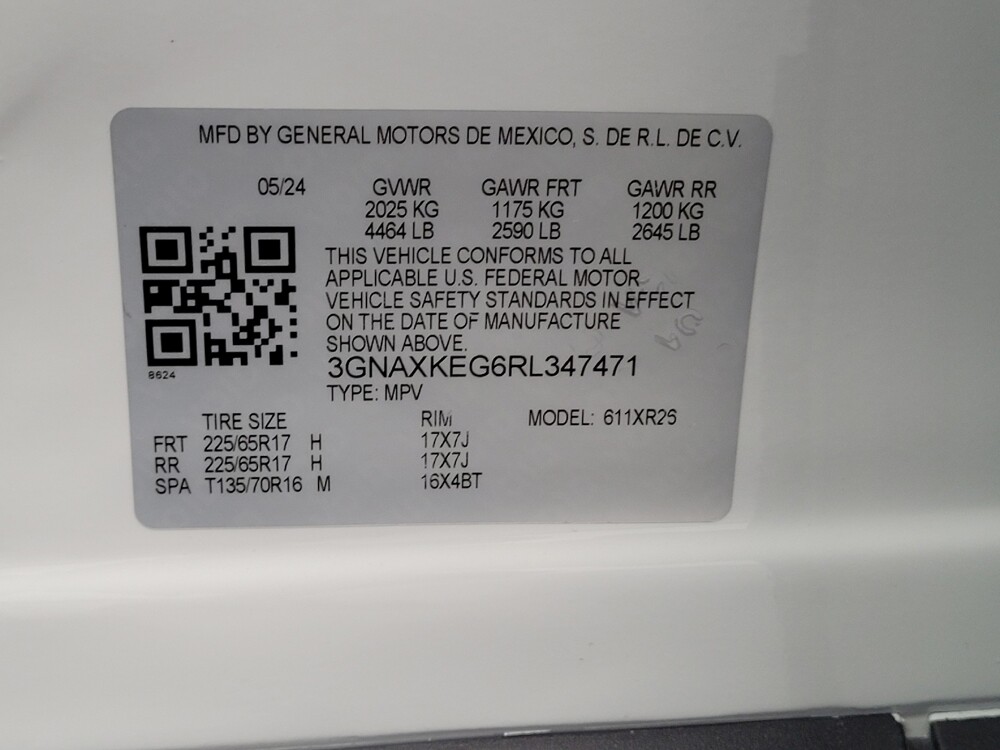 MFD BY GENERAL MOTORS DE MEXICO, S. DE R.L. DE C.V.
05/24 GVWR GAWR FRT GAWR RR
2025 KG 1175 KG 1200 KG
4464 LB 2590 LB 2645 LB
THIS VEHICLE CONFORMS TO ALL
APPLICABLE U.S. FEDERAL MOTOR
VEHICLE SAFETY STANDARDS IN EFFECT
ON THE DATE OF MANUFACTURE
SHOWN ABOVE.
3GNAXKEG6RL347471
8624
TYPE: MPV
TIRE SIZE RIM MODEL: 611XR26
FRT 225/65R17 H 17X7J
RR 225/65R17 H 17X7J
SPA T135/70R16 M 16X4BT